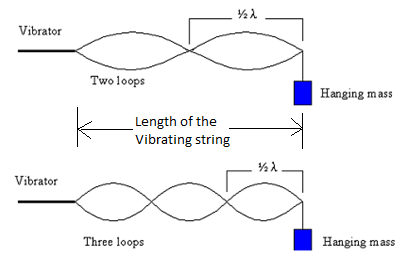 ½ λ
Vibrator
Two loops
Hanging mass
Length of the
Vibrating string
½ λ
Vibrator
Three loops
Hanging mass